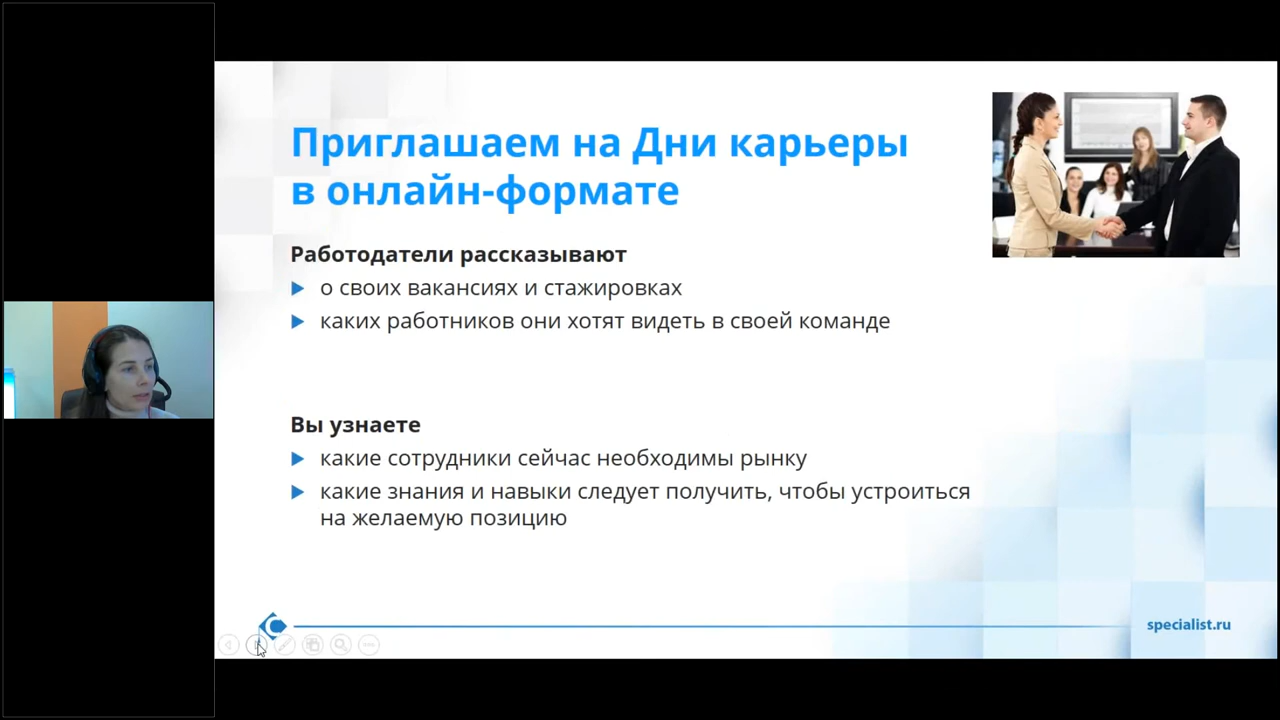 Приглашаем на Дни карьеры
в онлайн-формате
Работодатели рассказывают
о своих вакансиях и стажировках
каких работников они хотят видеть в своей команде
Вы узнаете
какие сотрудники сейчас необходимы рынку
какие знания и навыки следует получить, чтобы устроиться
на желаемую позицию
specialist.ru